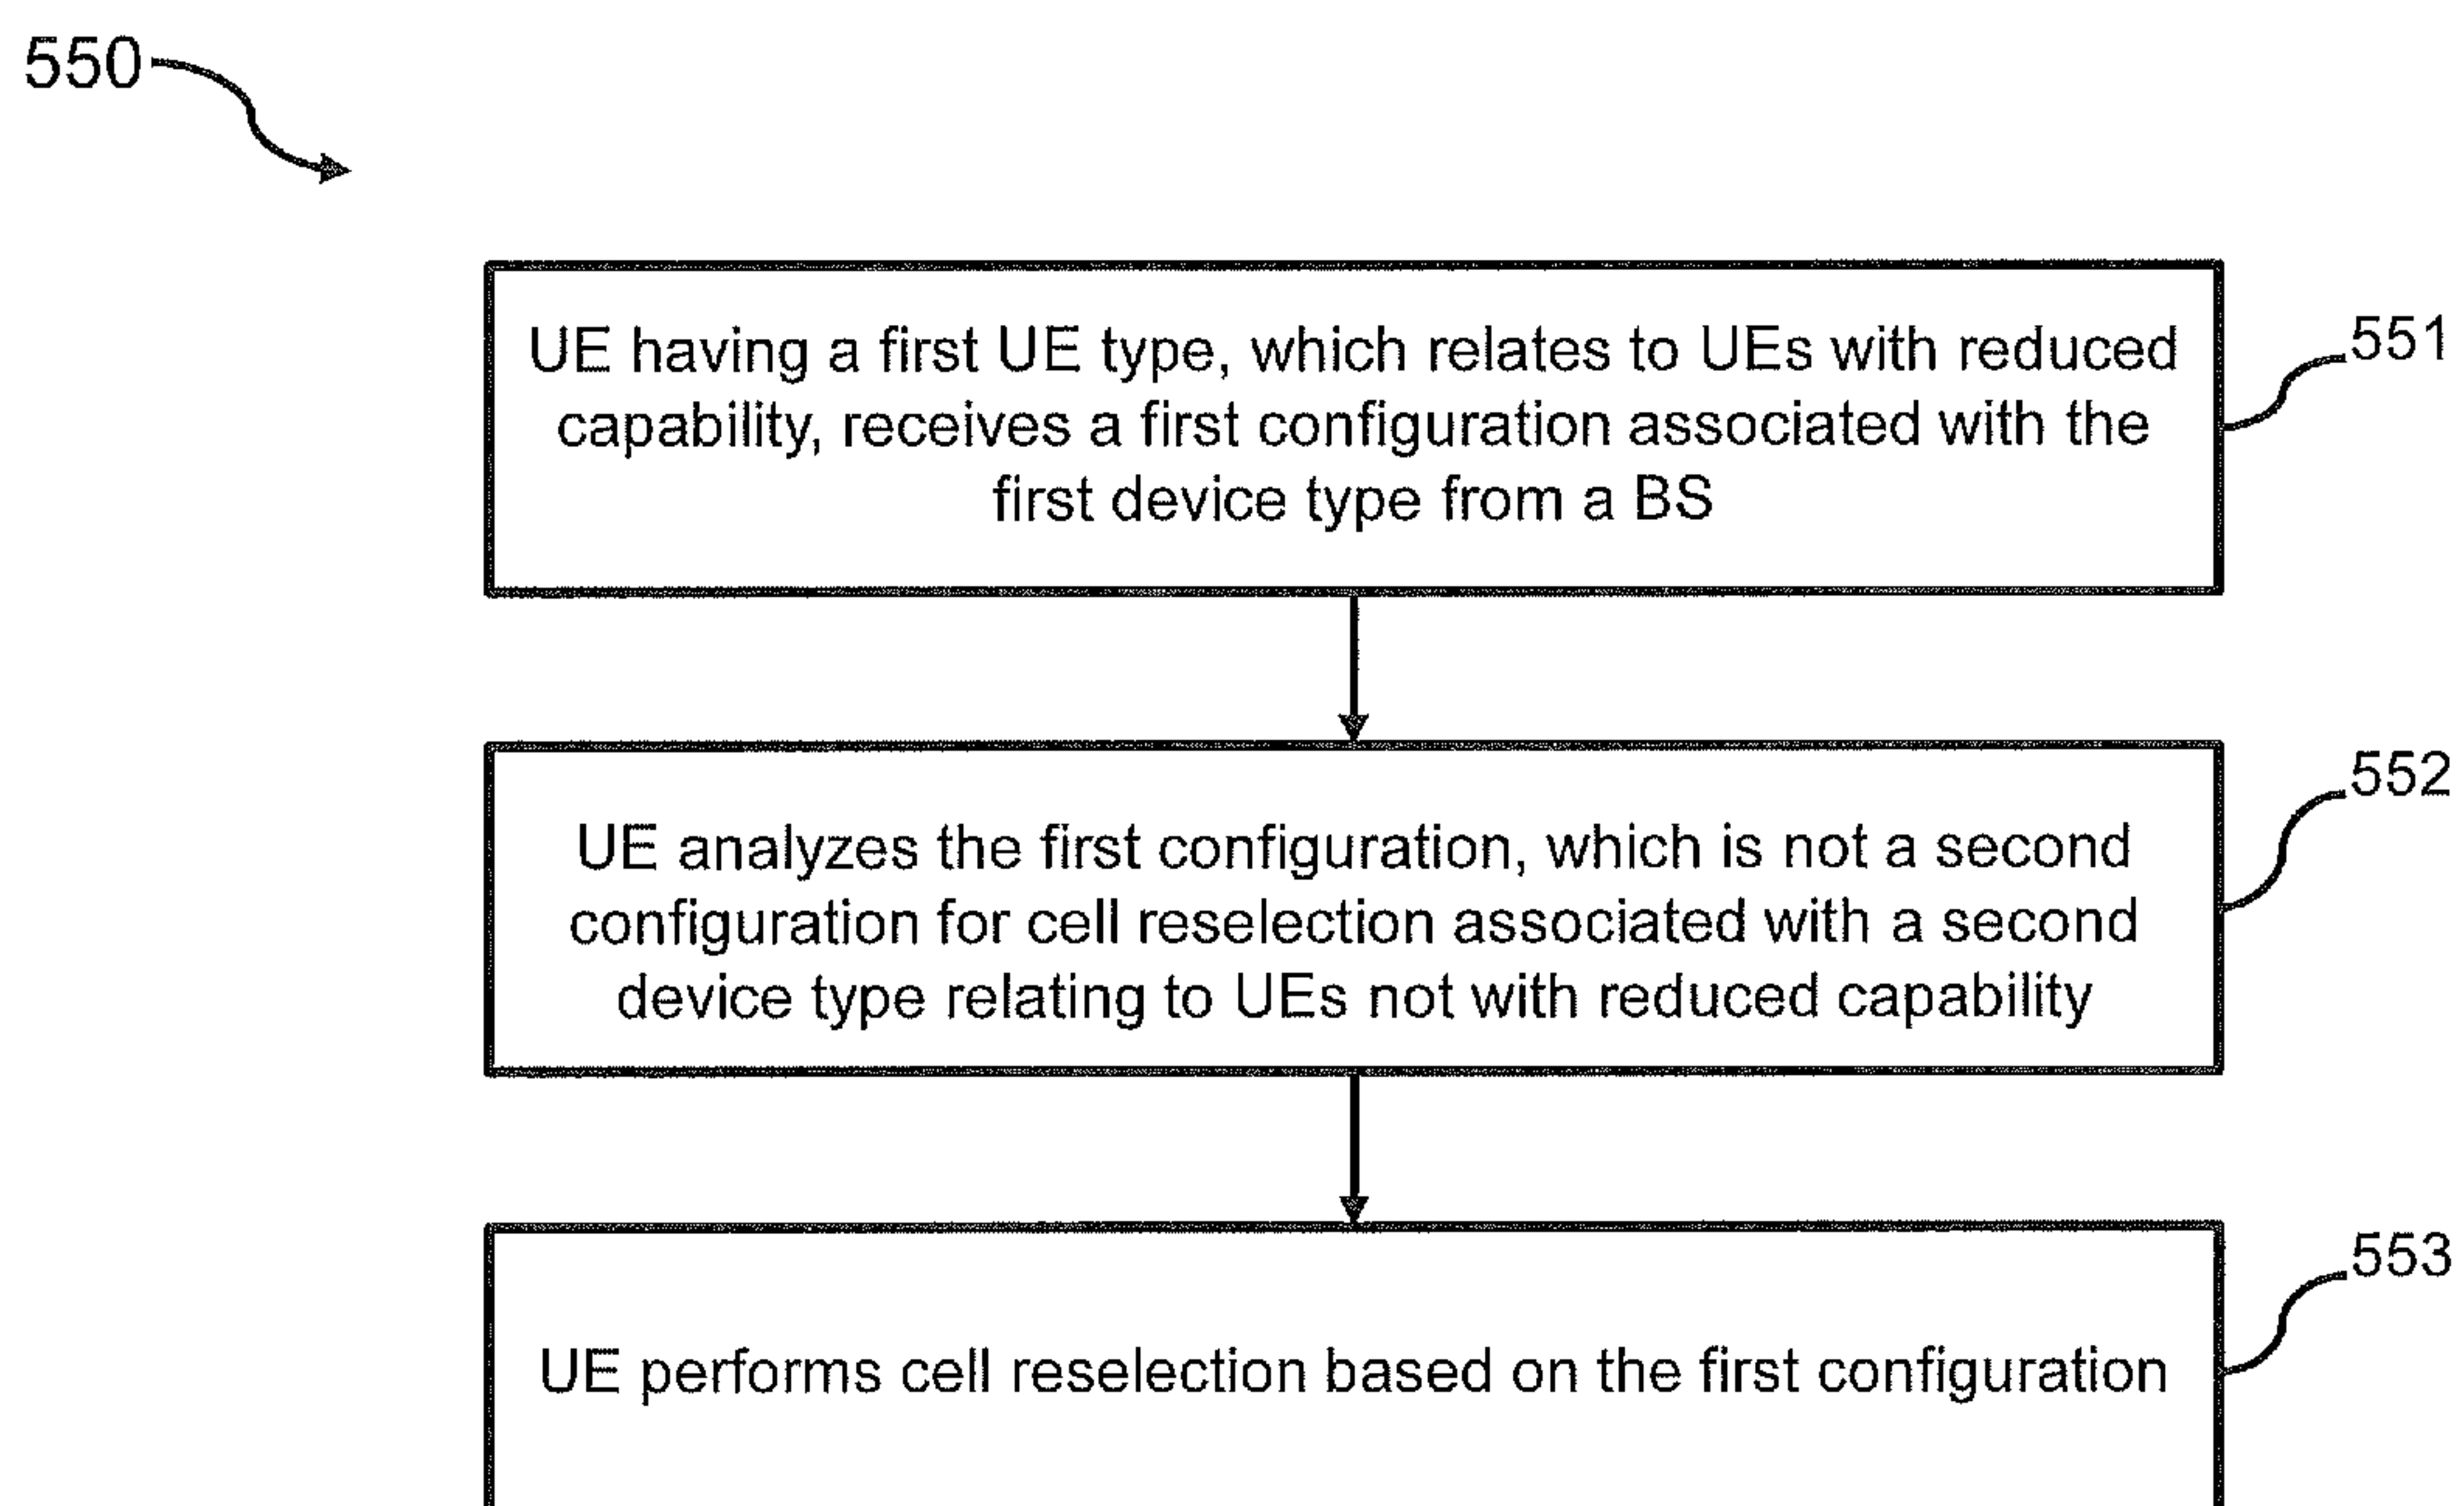 550
UE having a first UE type, which relates to UEs with reduced
capability, receives a first configuration associated with the
first device type from a BS
551
UE analyzes the first configuration, which is not a second
configuration for cell reselection associated with a second
device type relating to UEs not with reduced capability
552
UE performs cell reselection based on the first configuration
553